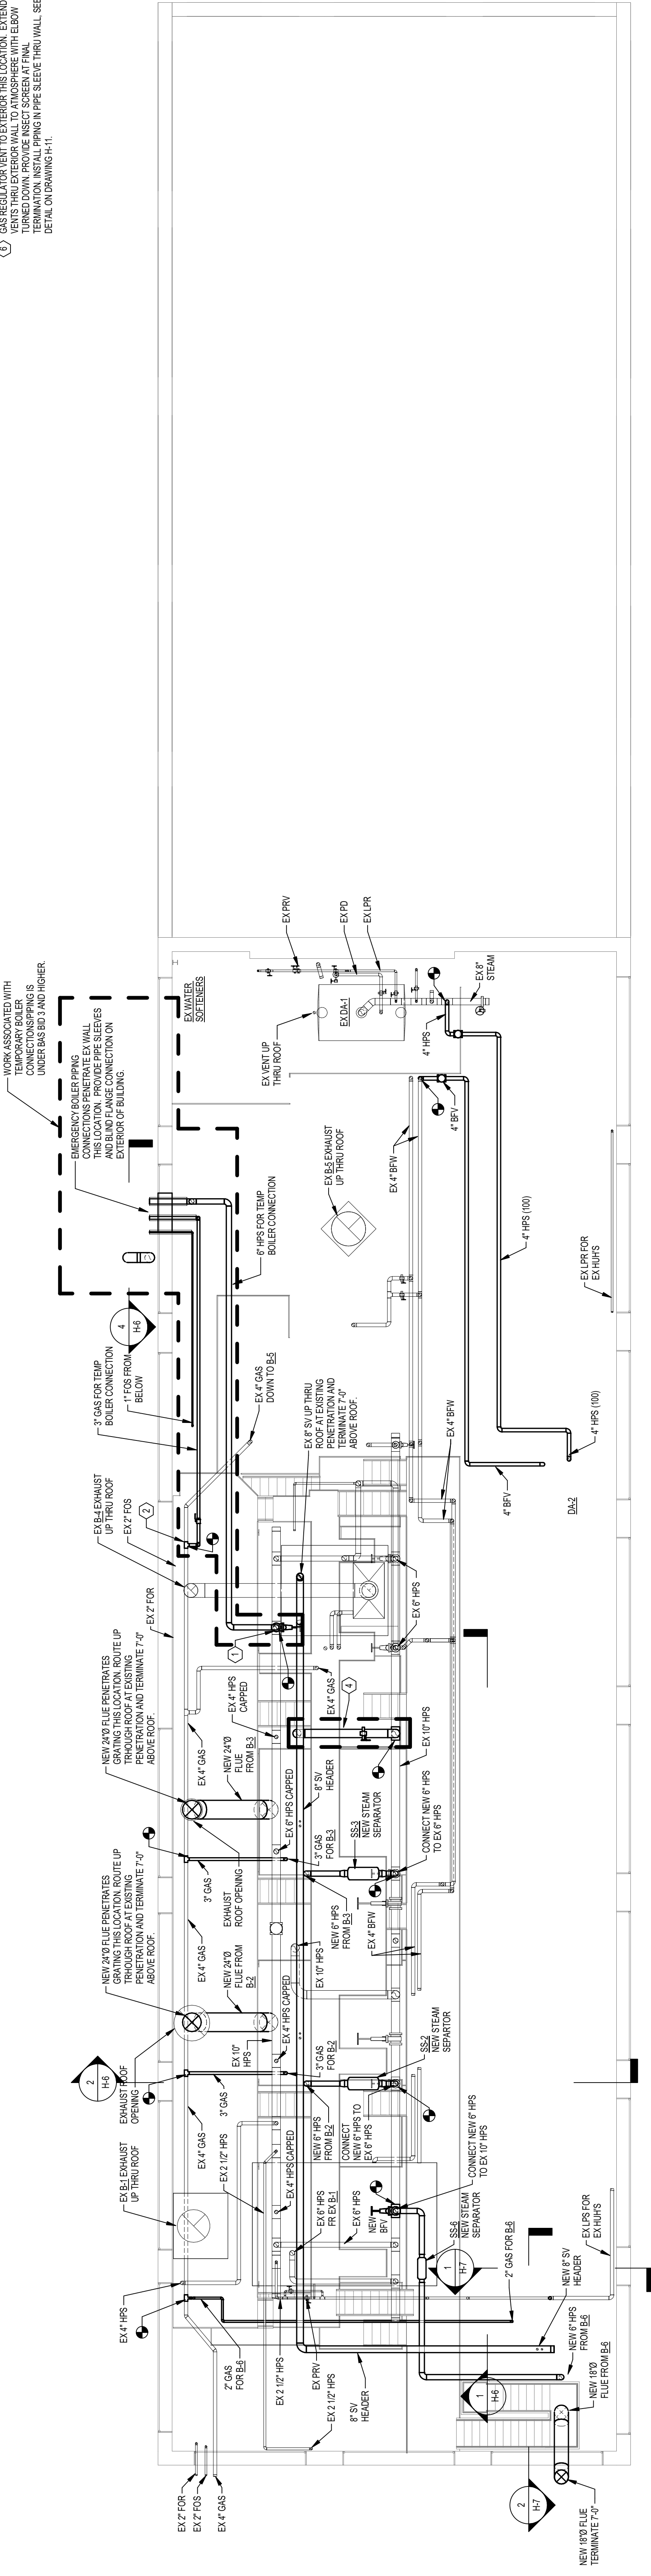 6
GAS REGULATOR VENT TO EXTERIOR THIS LOCATION. EXTEND
VENTS THRU EXTERIOR WALL TO ATMOSPHERE WITH ELBOW
TURNED DOWN. PROVIDE INSECT SCREEN AT FINAL
TERMINATION. INSTALL PIPING IN PIPE SLEEVE THRU WALL, SEE
DETAIL ON DRAWING H-11.
WORK ASSOCIATED WITH
TEMPORARY BOILER
CONNECTIONS/PIPING IS
UNDER BAS BID 3 AND HIGHER.
EMERGENCY BOILER PIPING
CONNECTIONS PENETRATE EX WALL
THIS LOCATION. PROVIDE PIPE SLEEVES
AND BLIND FLANGE CONNECTION ON
EXTERIOR OF BUILDING.
EX WATER
SOFTENERS
EX PRV
EX PD
EX LPR
EX DA-1
EX VENT UP
THRU ROOF
EX 8"
STEAM
4" HPS
4" BFV
EX 4" BFW
EX B-5 EXHAUST
UP THRU ROOF
6" HPS FOR TEMP
BOILER CONNECTION
4
H-6
3" GAS FOR TEMP
BOILER CONNECTION
1" FOS FROM
BELOW
EX 4" GAS
DOWN TO B-5
4" HPS (100)
EX LPR FOR
EX HUH'S
EX 8" SV UP THRU
ROOF AT EXISTING
PENETRATION AND
TERMINATE 7'-0"
ABOVE ROOF.
EX 4" BFW
4" HPS (100)
4" BFV
DA-2
EX B-4 EXHAUST
UP THRU ROOF
EX 2" FOS
2
EX 2" FOR
1
EX 6" HPS
NEW 24"Ø FLUE PENETRATES
GRATING THIS LOCATION. ROUTE UP
TRHOUGH ROOF AT EXISTING
PENETRATION AND TERMINATE 7'-0"
ABOVE ROOF.
EX 4" GAS
NEW 24"Ø
FLUE
FROM B-3
EX 4" HPS
CAPPED
EX 4" GAS
4
EX 10" HPS
EX 6" HPS CAPPED
8" SV
HEADER
3" GAS
EXHAUST
ROOF OPENING
3" GAS
FOR B-3
SS-3
NEW STEAM
SEPARATOR
CONNECT NEW 6" HPS
TO EX 6" HPS
NEW 6" HPS
FROM B-3
NEW 24"Ø FLUE PENETRATES
GRATING THIS LOCATION. ROUTE UP
TRHOUGH ROOF AT EXISTING
PENETRATION AND TERMINATE 7'-0"
ABOVE ROOF.
EX 4" GAS
NEW 24"Ø
FLUE FROM
B-2
EX 10" HPS
EX 4" BFW
EX 10"
HPS
EX 4" HPS CAPPED
2
H-6
EXHAUST ROOF
OPENING
3" GAS
3" GAS
FOR B-2
SS-2
NEW STEAM
SEPARTOR
NEW 6" HPS
FROM B-2
CONNECT
NEW 6" HPS TO
EX 6" HPS
EX B-1 EXHAUST
UP THRU ROOF
EX 4" GAS
EX 2 1/2" HPS
EX 4" HPS CAPPED
EX 6" HPS
FR EX B-1
EX 6" HPS
NEW
BFV
CONNECT NEW 6" HPS
TO EX 10" HPS
SS-6
NEW STEAM
SEPARATOR
1
H-7
EX 4" HPS
2" GAS
FOR B-6
EX 2 1/2" HPS
EX PRV
EX 2 1/2" HPS
8" SV
HEADER
2" GAS FOR B-6
EX LPS FOR
EX HUH'S
NEW 8" SV
HEADER
NEW 6" HPS
FROM B-6
1
H-6
NEW 18"Ø
FLUE FROM B-6
EX 2" FOR
EX 2" FOS
EX 4" GAS
2
H-7
NEW 18"Ø FLUE
TERMINATE 7'-0"